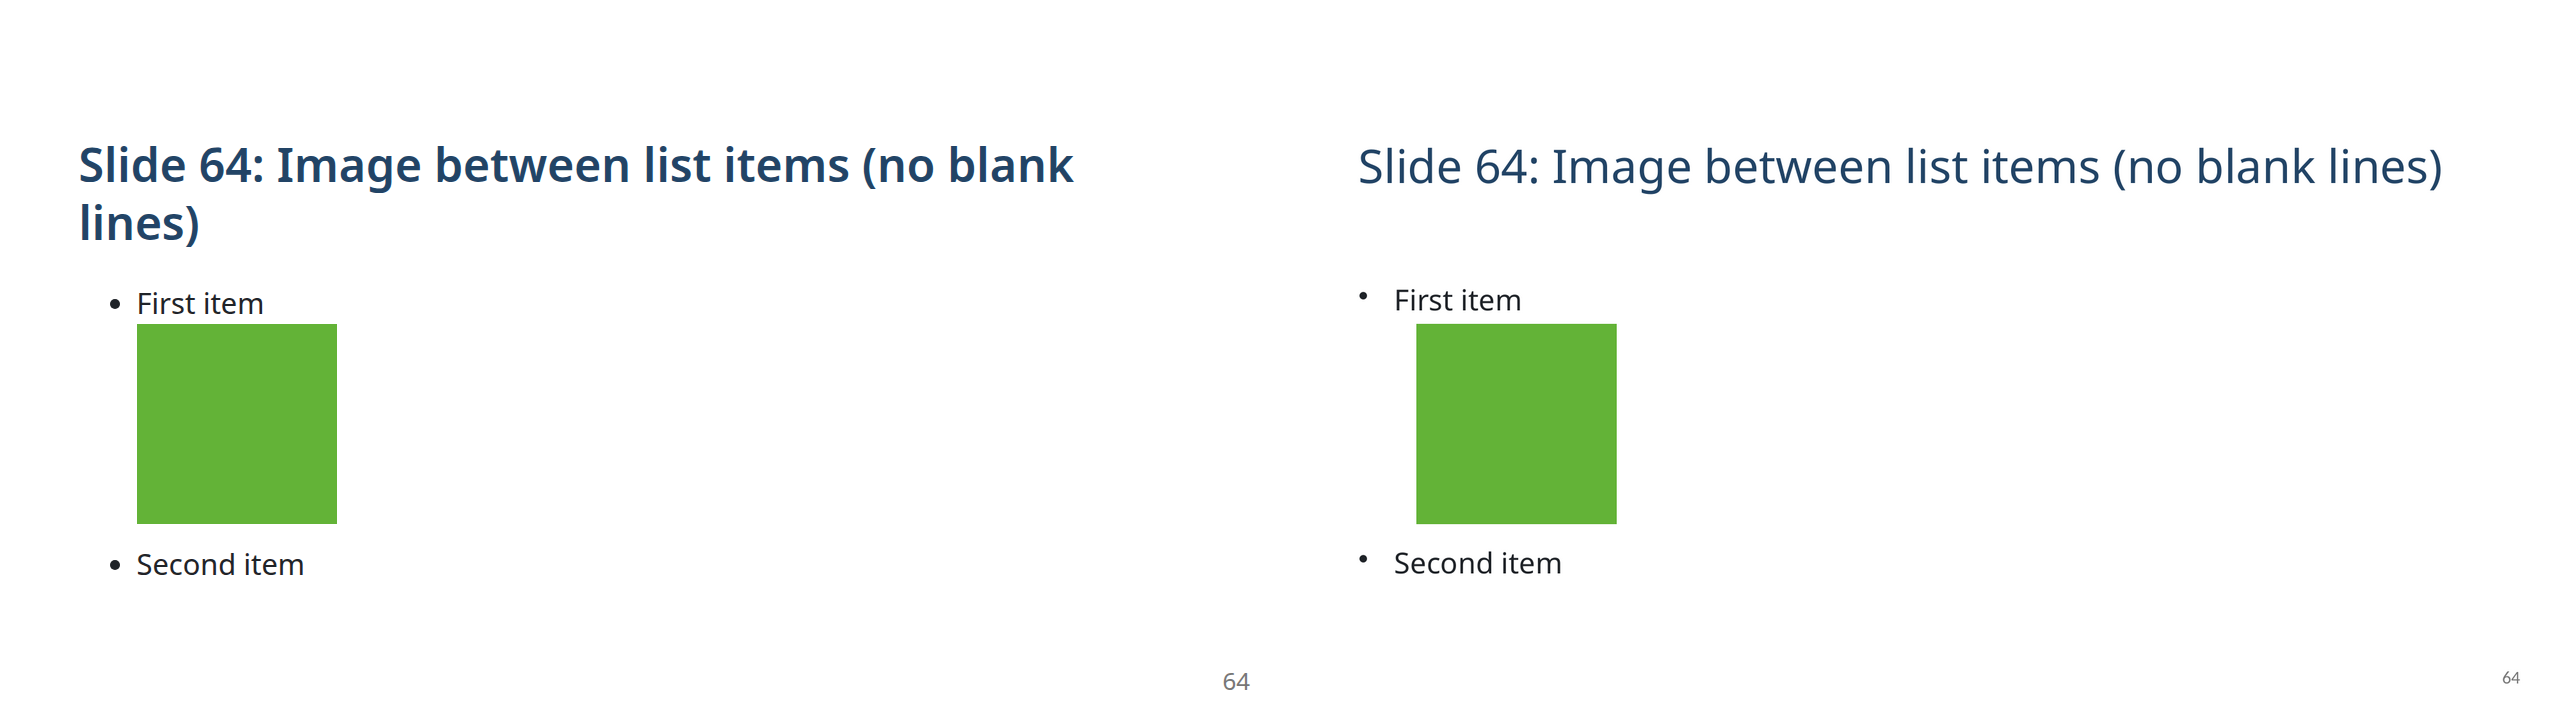 Slide 64: Image between list items (no blank
lines)
• First item
• Second item
64
Slide 64: Image between list items (no blank lines)
• First item
• Second item
64